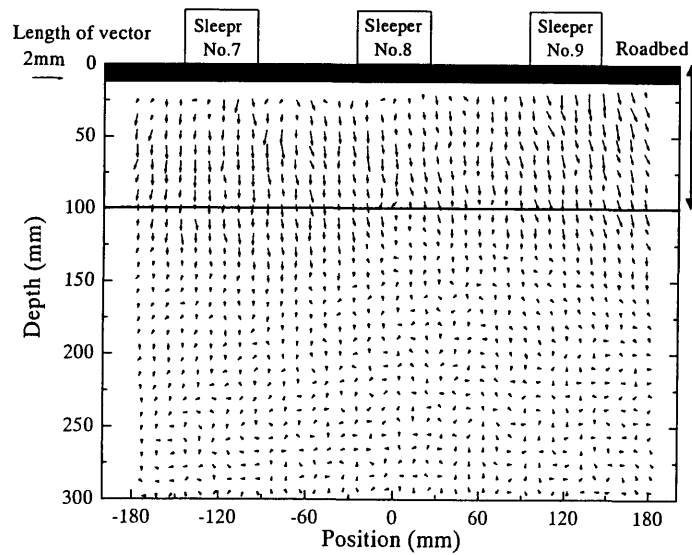 Length of vector
2mm
Sleepr
No.7
Sleeper
No.8
Sleeper
No.9
Roadbed
0
50
100
150
200
250
300
Depth (mm)
-180
-120
-60
0
60
120
180
Position (mm)